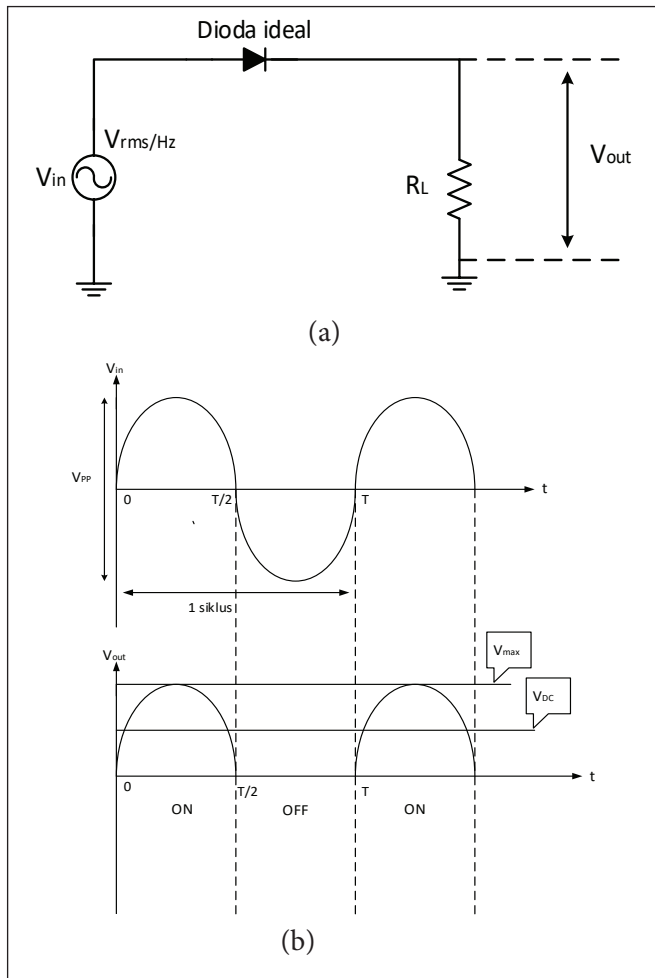 Dioda ideal
Vrms/Hz
Vin
RL
Vout
(a)
Vin
VPP
0 T/2 T t
1 siklus
Vout
Vmax
VDC
0 T/2 T t
ON OFF ON
(b)